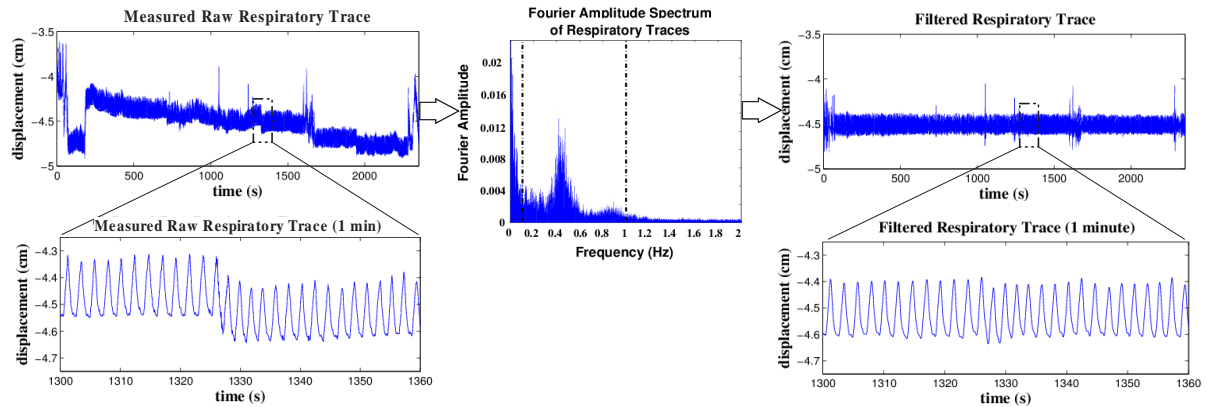 Measured Raw Respiratory Trace
displacement (cm)
−3.5
−4
−4.5
−5
0 500 1000 1500 2000
time (s)
Fourier Amplitude Spectrum
of Respiratory Traces
Fourier Amplitude
0.02
0.016
0.012
0.008
0.004
0
0 0.2 0.4 0.6 0.8 1 1.2 1.4 1.6 1.8 2
Frequency (Hz)
Filtered Respiratory Trace
displacement (cm)
−3.5
−4
−4.5
−5
0 500 1000 1500 2000
time (s)
Measured Raw Respiratory Trace (1 min)
displacement (cm)
−4.3
−4.4
−4.5
−4.6
−4.7
1300 1310 1320 1330 1340 1350 1360
time (s)
Filtered Respiratory Trace (1 minute)
displacement (cm)
−4.3
−4.4
−4.5
−4.6
−4.7
1300 1310 1320 1330 1340 1350 1360
time (s)